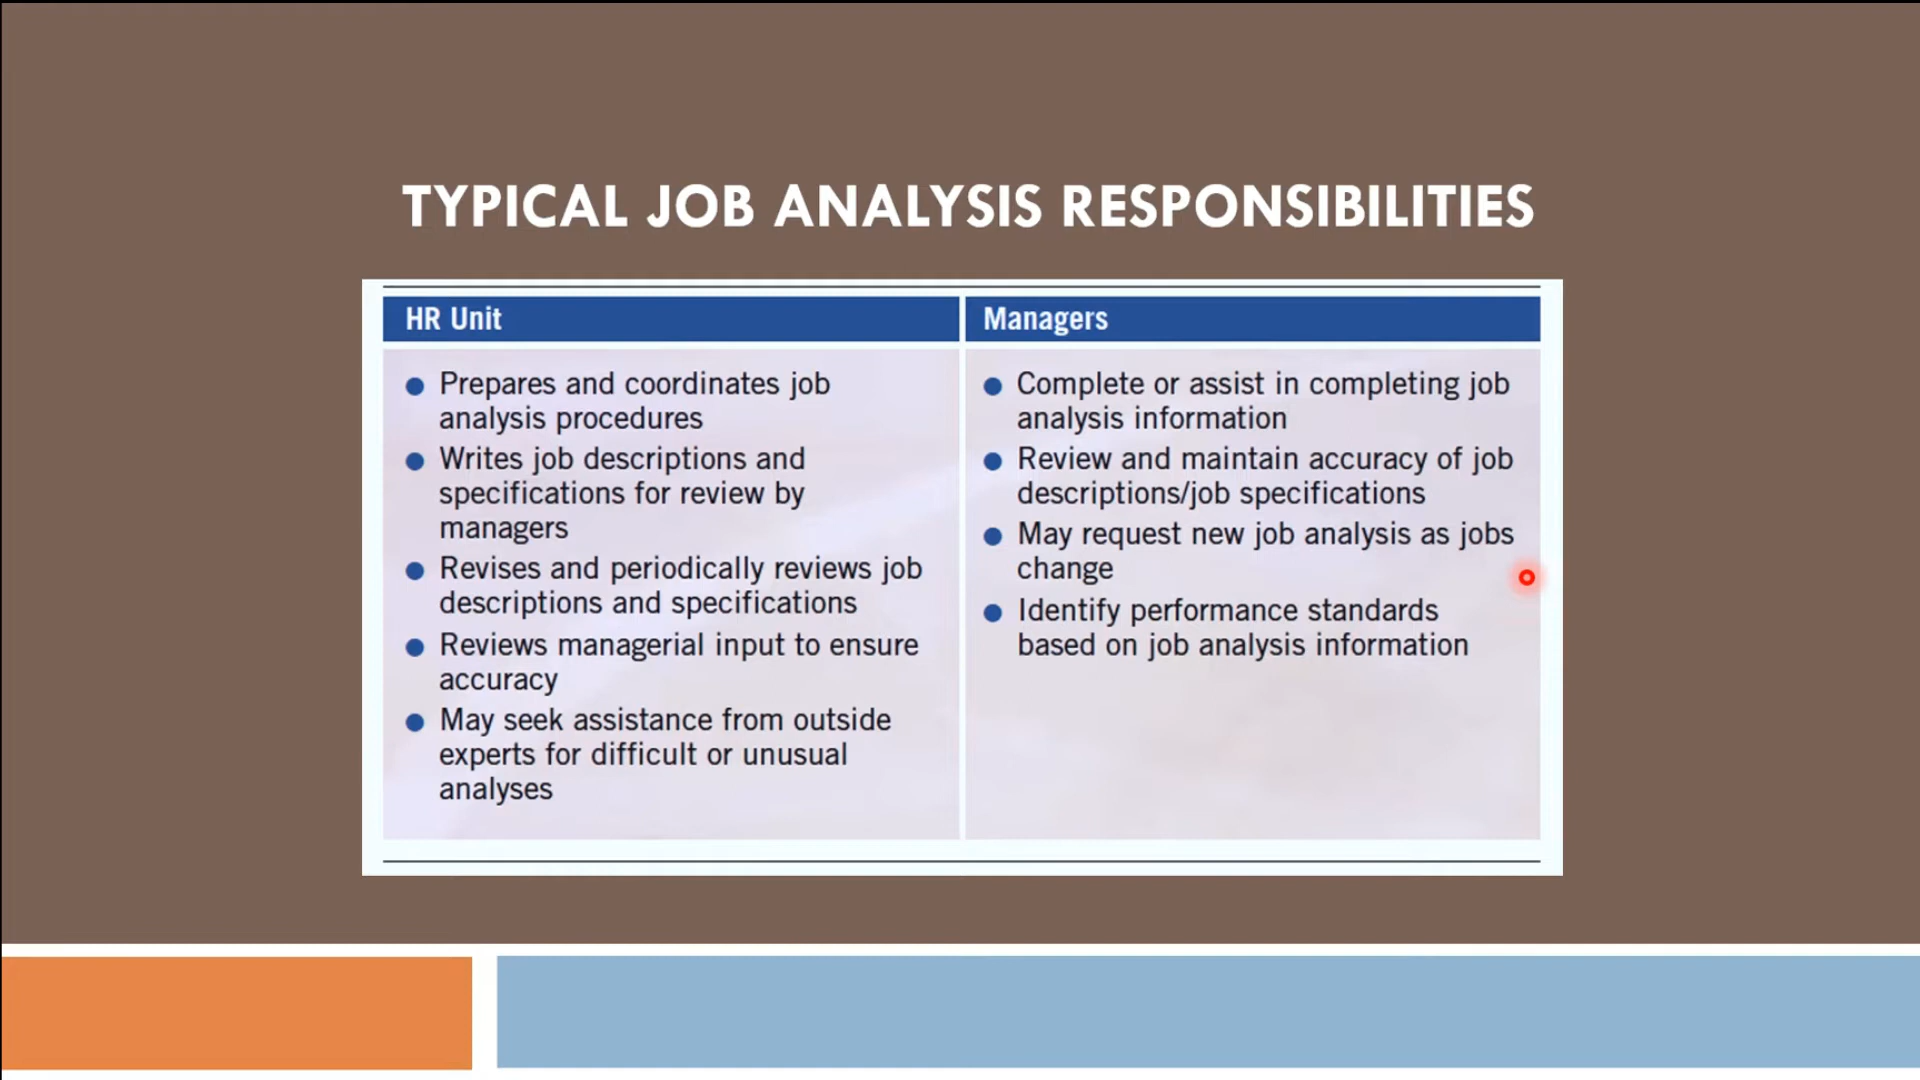 TYPICAL JOB ANALYSIS RESPONSIBILITIES
HR Unit
● Prepares and coordinates job
analysis procedures
● Writes job descriptions and
specifications for review by
managers
● Revises and periodically reviews job
descriptions and specifications
● Reviews managerial input to ensure
accuracy
● May seek assistance from outside
experts for difficult or unusual
analyses
Managers
● Complete or assist in completing job
analysis information
● Review and maintain accuracy of job
descriptions/job specifications
● May request new job analysis as jobs
change
● Identify performance standards
based on job analysis information